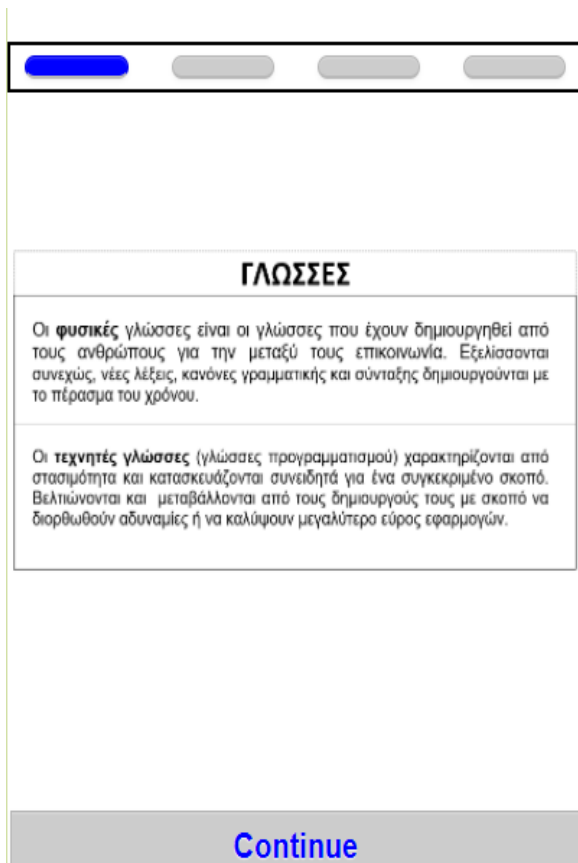 ΓΛΩΣΣΕΣ
Οι φυσικές γλώσσες είναι οι γλώσσες που έχουν δημιουργηθεί από
τους ανθρώπους για την μεταξύ τους επικοινωνία. Εξελίσσονται
συνεχώς, νέες λέξεις, κανόνες γραμματικής και σύνταξης δημιουργούνται με
το πέρασμα του χρόνου.
Οι τεχνητές γλώσσες (γλώσσες προγραμματισμού) χαρακτηρίζονται από
στασιμότητα και κατασκευάζονται συνειδητά για ένα συγκεκριμένο σκοπό.
Βελτιώνονται και μεταβάλλονται από τους δημιουργούς τους με σκοπό να
διορθωθούν αδυναμίες ή να καλύψουν μεγαλύτερο εύρος εφαρμογών.
Continue